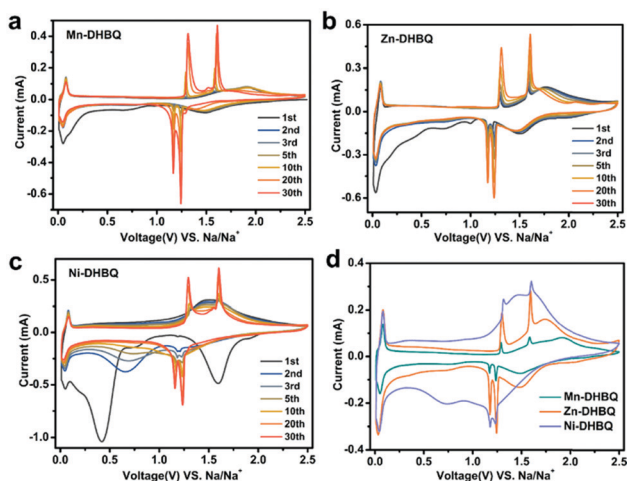 a
Mn-DHBQ
Current (mA)
0.4
0.2
0.0
-0.2
-0.4
-0.6
1st
2nd
3rd
5th
10th
20th
30th
0.0 0.5 1.0 1.5 2.0 2.5
Voltage(V) VS. Na/Na⁺
b
Zn-DHBQ
Current (mA)
0.6
0.3
0.0
-0.3
-0.6
1st
2nd
3rd
5th
10th
20th
30th
0.0 0.5 1.0 1.5 2.0 2.5
Voltage(V) VS. Na/Na⁺
c
Ni-DHBQ
Current (mA)
0.5
0.0
-0.5
-1.0
1st
2nd
3rd
5th
10th
20th
30th
0.0 0.5 1.0 1.5 2.0 2.5
Voltage(V) VS. Na/Na⁺
d
Current (mA)
0.4
0.2
0.0
-0.2
-0.4
Mn-DHBQ
Zn-DHBQ
Ni-DHBQ
0.0 0.5 1.0 1.5 2.0 2.5
Voltage(V) VS. Na/Na⁺